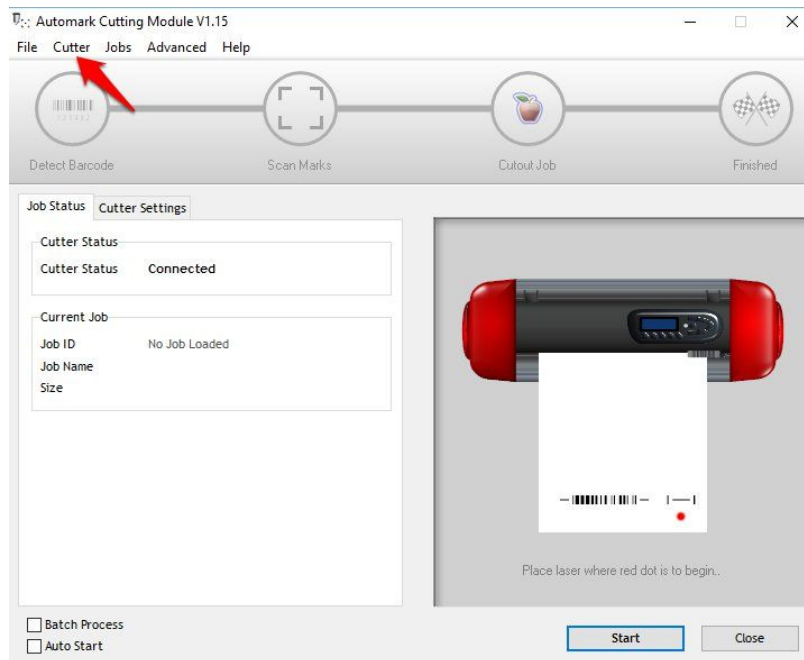 Automark Cutting Module V1.15
File Cutter Jobs Advanced Help
Detect Barcode Scan Marks Cutout Job Finished
Job Status Cutter Settings
Cutter Status
Cutter Status Connected
Current Job
Job ID No Job Loaded
Job Name
Size
Place laser where red dot is to begin..
Batch Process
Auto Start
Start Close